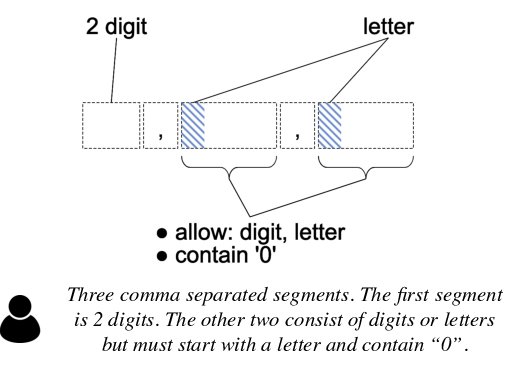 2 digit letter
, ,
● allow: digit, letter
● contain '0'
Three comma separated segments. The first segment
is 2 digits. The other two consist of digits or letters
but must start with a letter and contain “0”.